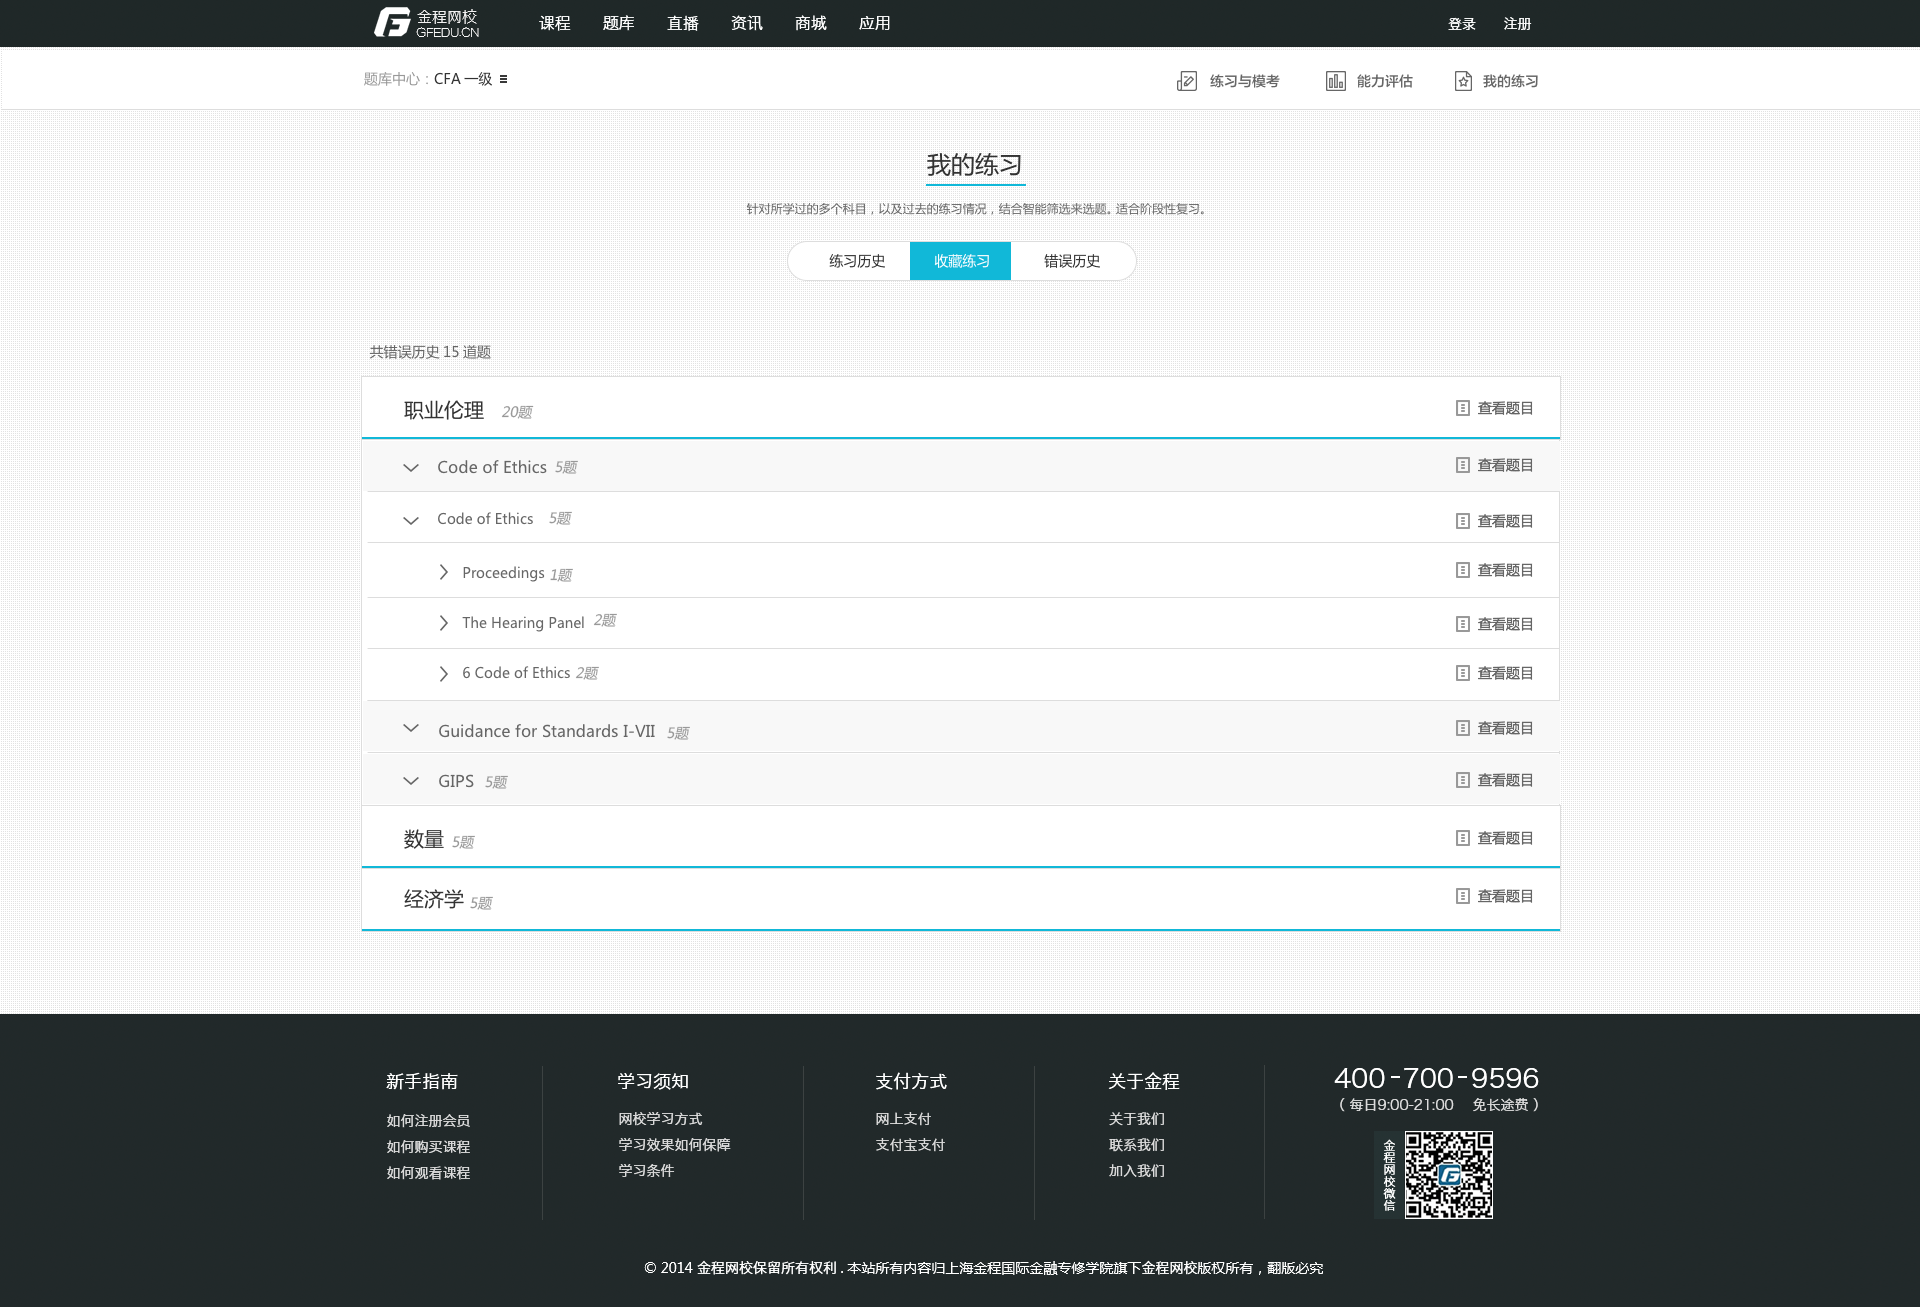 金程网校
GFEDU.CN
课程 题库 直播 资讯 商城 应用
登录 注册
题库中心：CFA 一级
练习与模考 能力评估 我的练习
我的练习
针对所学过的多个科目，以及过去的练习情况，结合智能筛选来选题。适合阶段性复习。
练习历史 收藏练习 错误历史
共错误历史 15 道题
职业伦理 20题 查看题目
Code of Ethics 5题 查看题目
Code of Ethics 5题 查看题目
Proceedings 1题 查看题目
The Hearing Panel 2题 查看题目
6 Code of Ethics 2题 查看题目
Guidance for Standards I-VII 5题 查看题目
GIPS 5题 查看题目
数量 5题 查看题目
经济学 5题 查看题目
新手指南
如何注册会员
如何购买课程
如何观看课程
学习须知
网校学习方式
学习效果如何保障
学习条件
支付方式
网上支付
支付宝支付
关于金程
关于我们
联系我们
加入我们
400-700-9596
（ 每日9:00-21:00 免长途费 ）
金程网校微信
© 2014 金程网校保留所有权利 . 本站所有内容归上海金程国际金融专修学院旗下金程网校版权所有，翻版必究